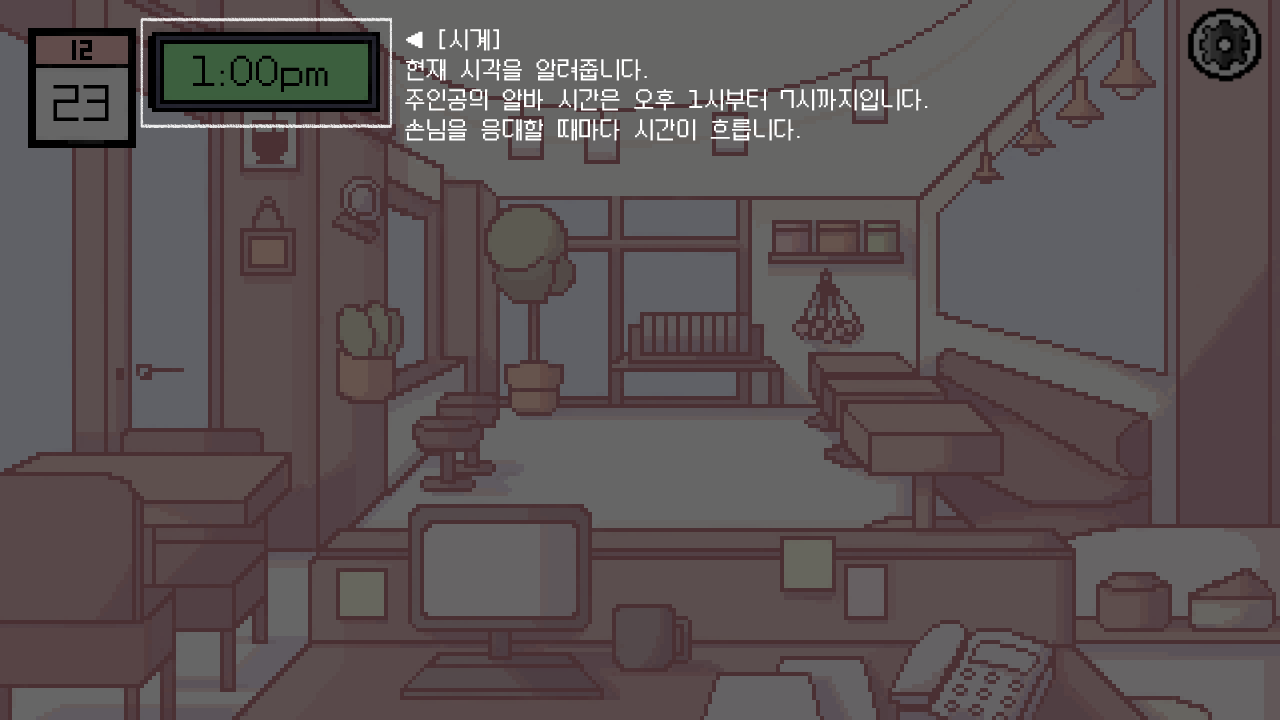 12
23
1:00pm
◀ [시계]
현재 시각을 알려줍니다.
주인공의 알바 시간은 오후 1시부터 7시까지입니다.
손님을 응대할 때마다 시간이 흐릅니다.